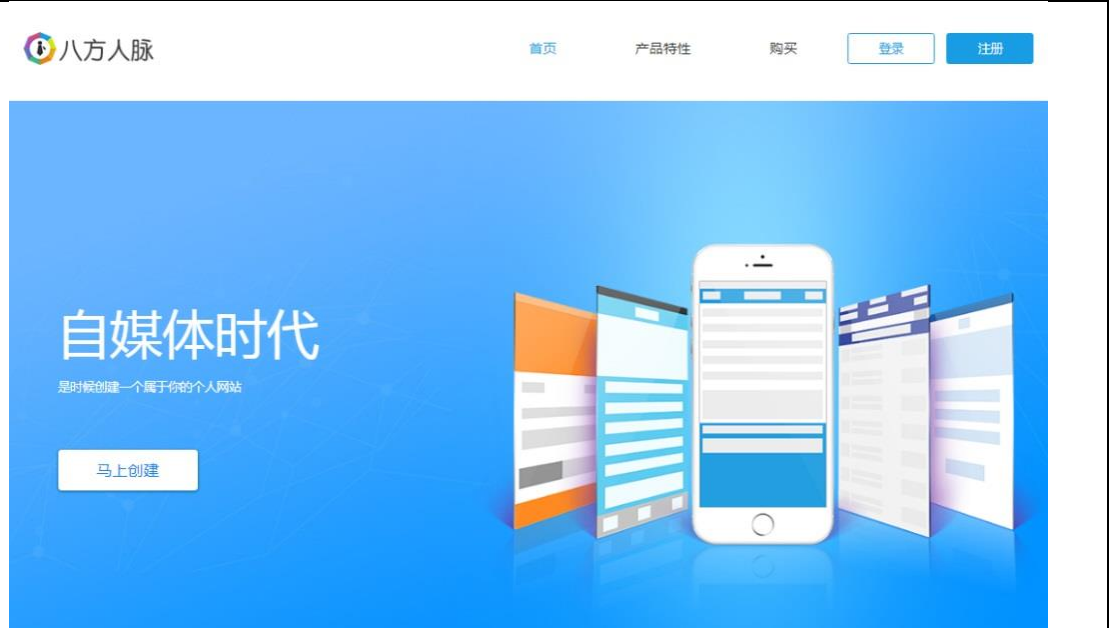 八方人脉
首页 产品特性 购买 登录 注册
自媒体时代
是时候创建一个属于你的个人网站
马上创建